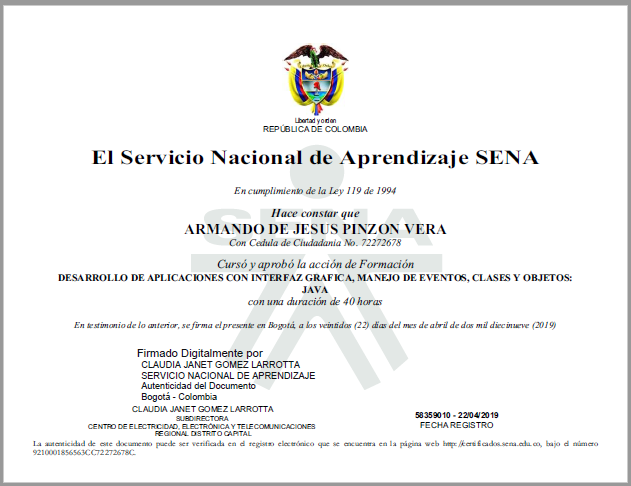 Libertad y orden
REPÚBLICA DE COLOMBIA
El Servicio Nacional de Aprendizaje SENA
En cumplimiento de la Ley 119 de 1994
SENA
Hace constar que
ARMANDO DE JESUS PINZON VERA
Con Cedula de Ciudadania No. 72272678
Cursó y aprobó la acción de Formación
DESARROLLO DE APLICACIONES CON INTERFAZ GRAFICA, MANEJO DE EVENTOS, CLASES Y OBJETOS:
JAVA
con una duración de 40 horas
En testimonio de lo anterior, se firma el presente en Bogotá, a los veintidos (22) días del mes de abril de dos mil diecinueve (2019)
Firmado Digitalmente por
CLAUDIA JANET GOMEZ LARROTTA
SERVICIO NACIONAL DE APRENDIZAJE
Autenticidad del Documento
Bogotá - Colombia
CLAUDIA JANET GOMEZ LARROTTA
SUBDIRECTORA
CENTRO DE ELECTRICIDAD, ELECTRÓNICA Y TELECOMUNICACIONES
REGIONAL DISTRITO CAPITAL
58359010 - 22/04/2019
FECHA REGISTRO
La autenticidad de este documento puede ser verificada en el registro electrónico que se encuentra en la página web http://certificados.sena.edu.co, bajo el número
9210001856563CC72272678C.